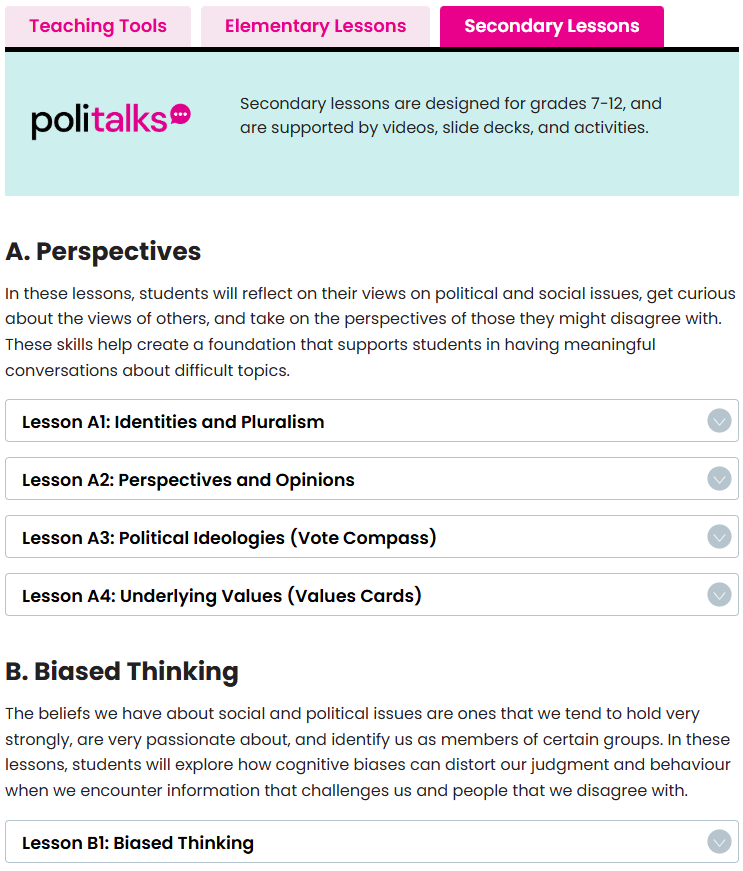 Teaching Tools
Elementary Lessons
Secondary Lessons
politalks
Secondary lessons are designed for grades 7-12, and
are supported by videos, slide decks, and activities.
A. Perspectives
In these lessons, students will reflect on their views on political and social issues, get curious
about the views of others, and take on the perspectives of those they might disagree with.
These skills help create a foundation that supports students in having meaningful
conversations about difficult topics.
Lesson A1: Identities and Pluralism
Lesson A2: Perspectives and Opinions
Lesson A3: Political Ideologies (Vote Compass)
Lesson A4: Underlying Values (Values Cards)
B. Biased Thinking
The beliefs we have about social and political issues are ones that we tend to hold very
strongly, are very passionate about, and identify us as members of certain groups. In these
lessons, students will explore how cognitive biases can distort our judgment and behaviour
when we encounter information that challenges us and people that we disagree with.
Lesson B1: Biased Thinking